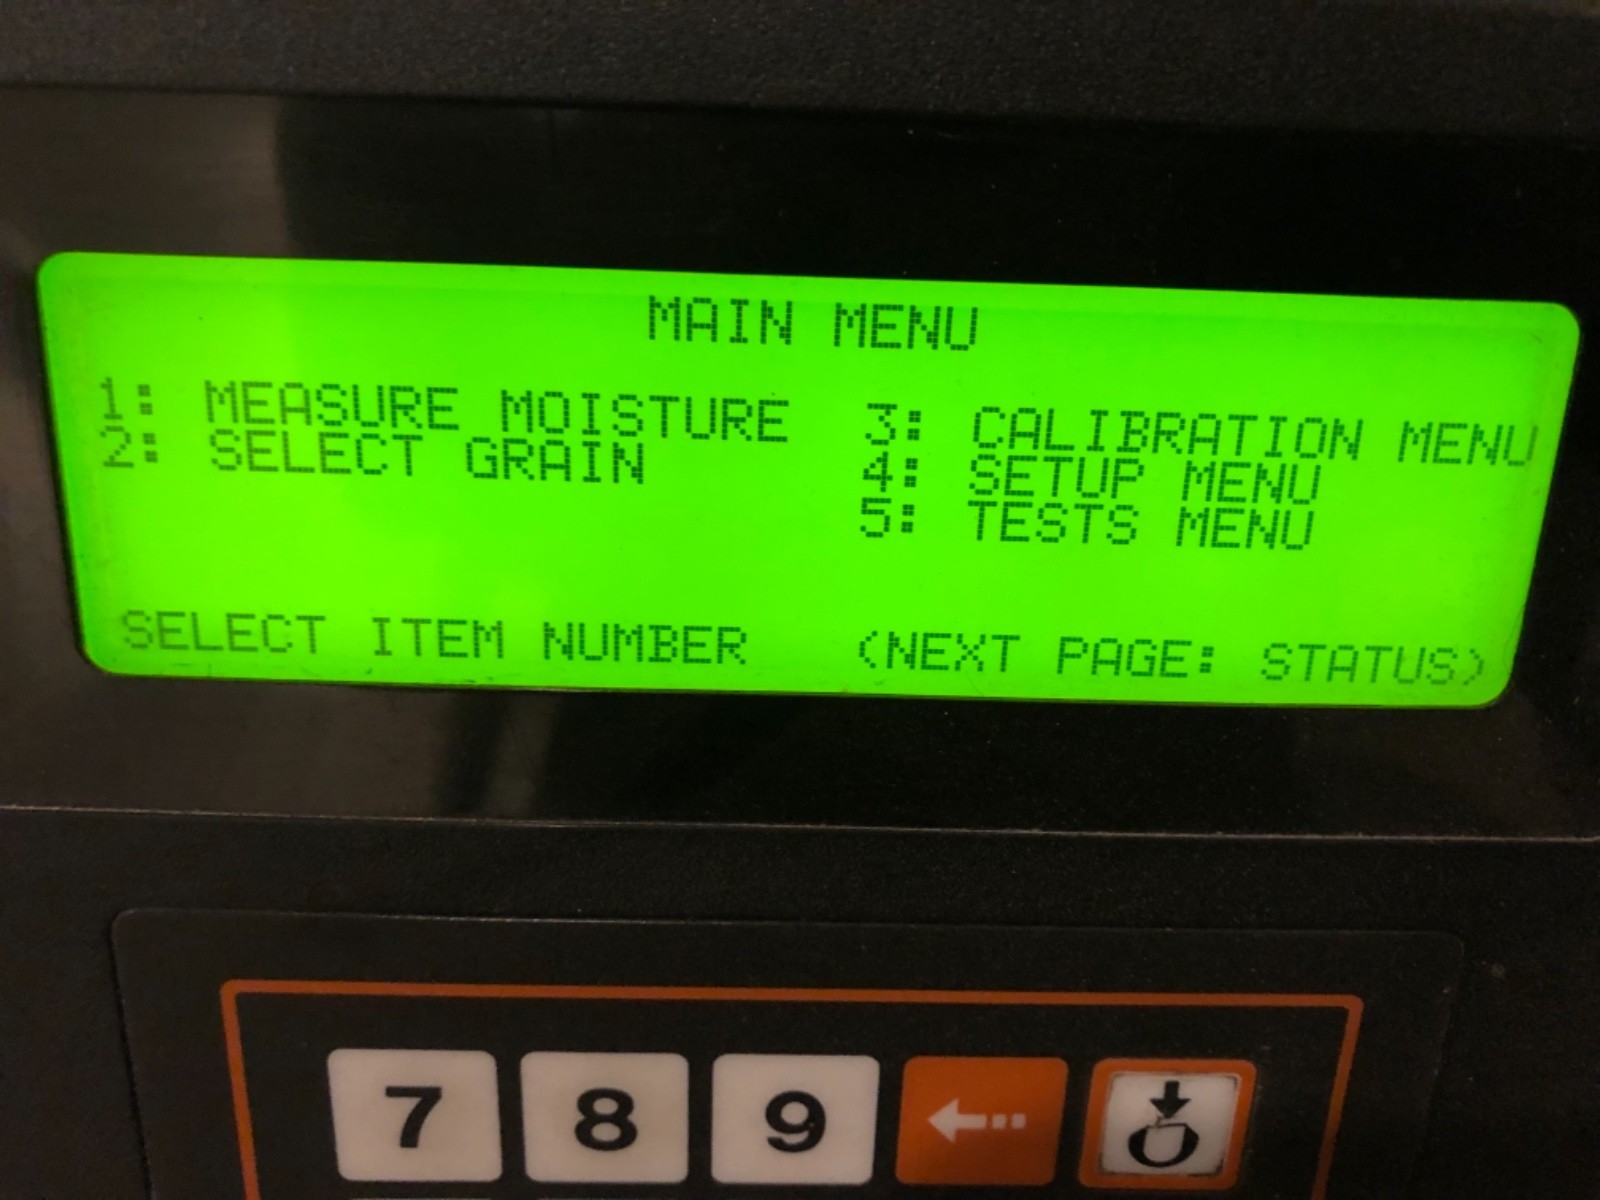 MAIN MENU
1: MEASURE MOISTURE
2: SELECT GRAIN
3: CALIBRATION MENU
4: SETUP MENU
5: TESTS MENU
SELECT ITEM NUMBER (NEXT PAGE: STATUS)
7 8 9